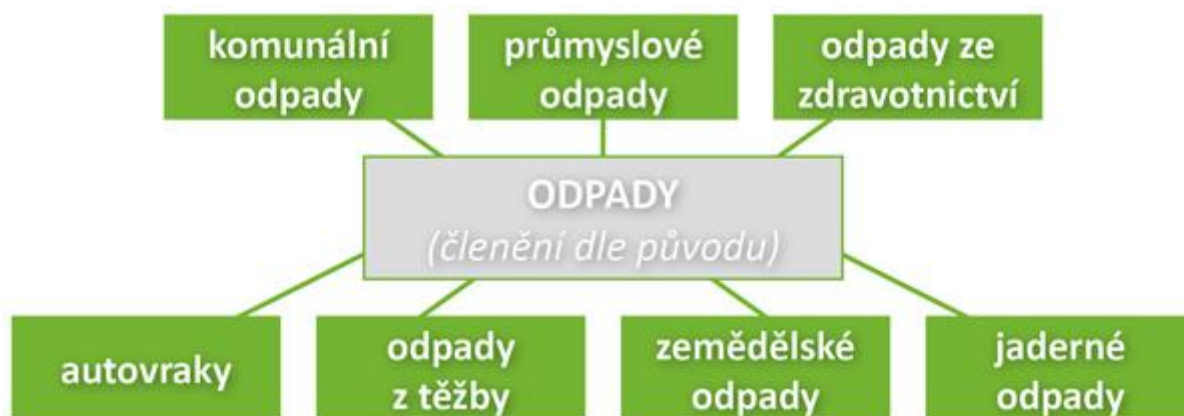 komunální
odpady
průmyslové
odpady
odpady ze
zdravotnictví
ODPADY
(členění dle původu)
autovraky
odpady
z těžby
zemědělské
odpady
jaderné
odpady